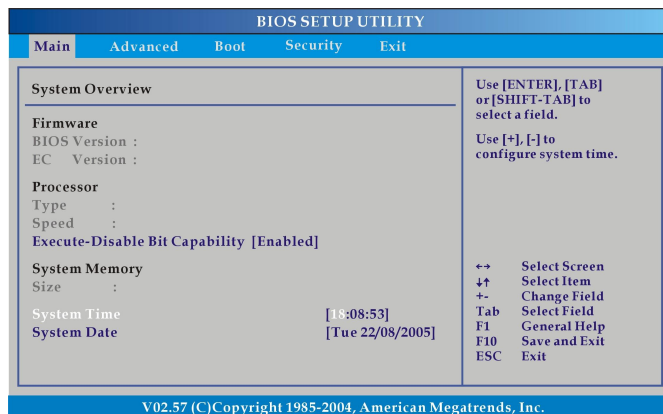 BIOS SETUP UTILITY
Main Advanced Boot Security Exit
System Overview
Firmware
BIOS Version :
EC Version :
Processor
Type :
Speed :
Execute-Disable Bit Capability [Enabled]
System Memory
Size :
System Time [18:08:53]
System Date [Tue 22/08/2005]
Use [ENTER], [TAB]
or [SHIFT-TAB] to
select a field.
Use [+], [-] to
configure system time.
←→ Select Screen
↓↑ Select Item
+- Change Field
Tab Select Field
F1 General Help
F10 Save and Exit
ESC Exit
V02.57 (C)Copyright 1985-2004, American Megatrends, Inc.